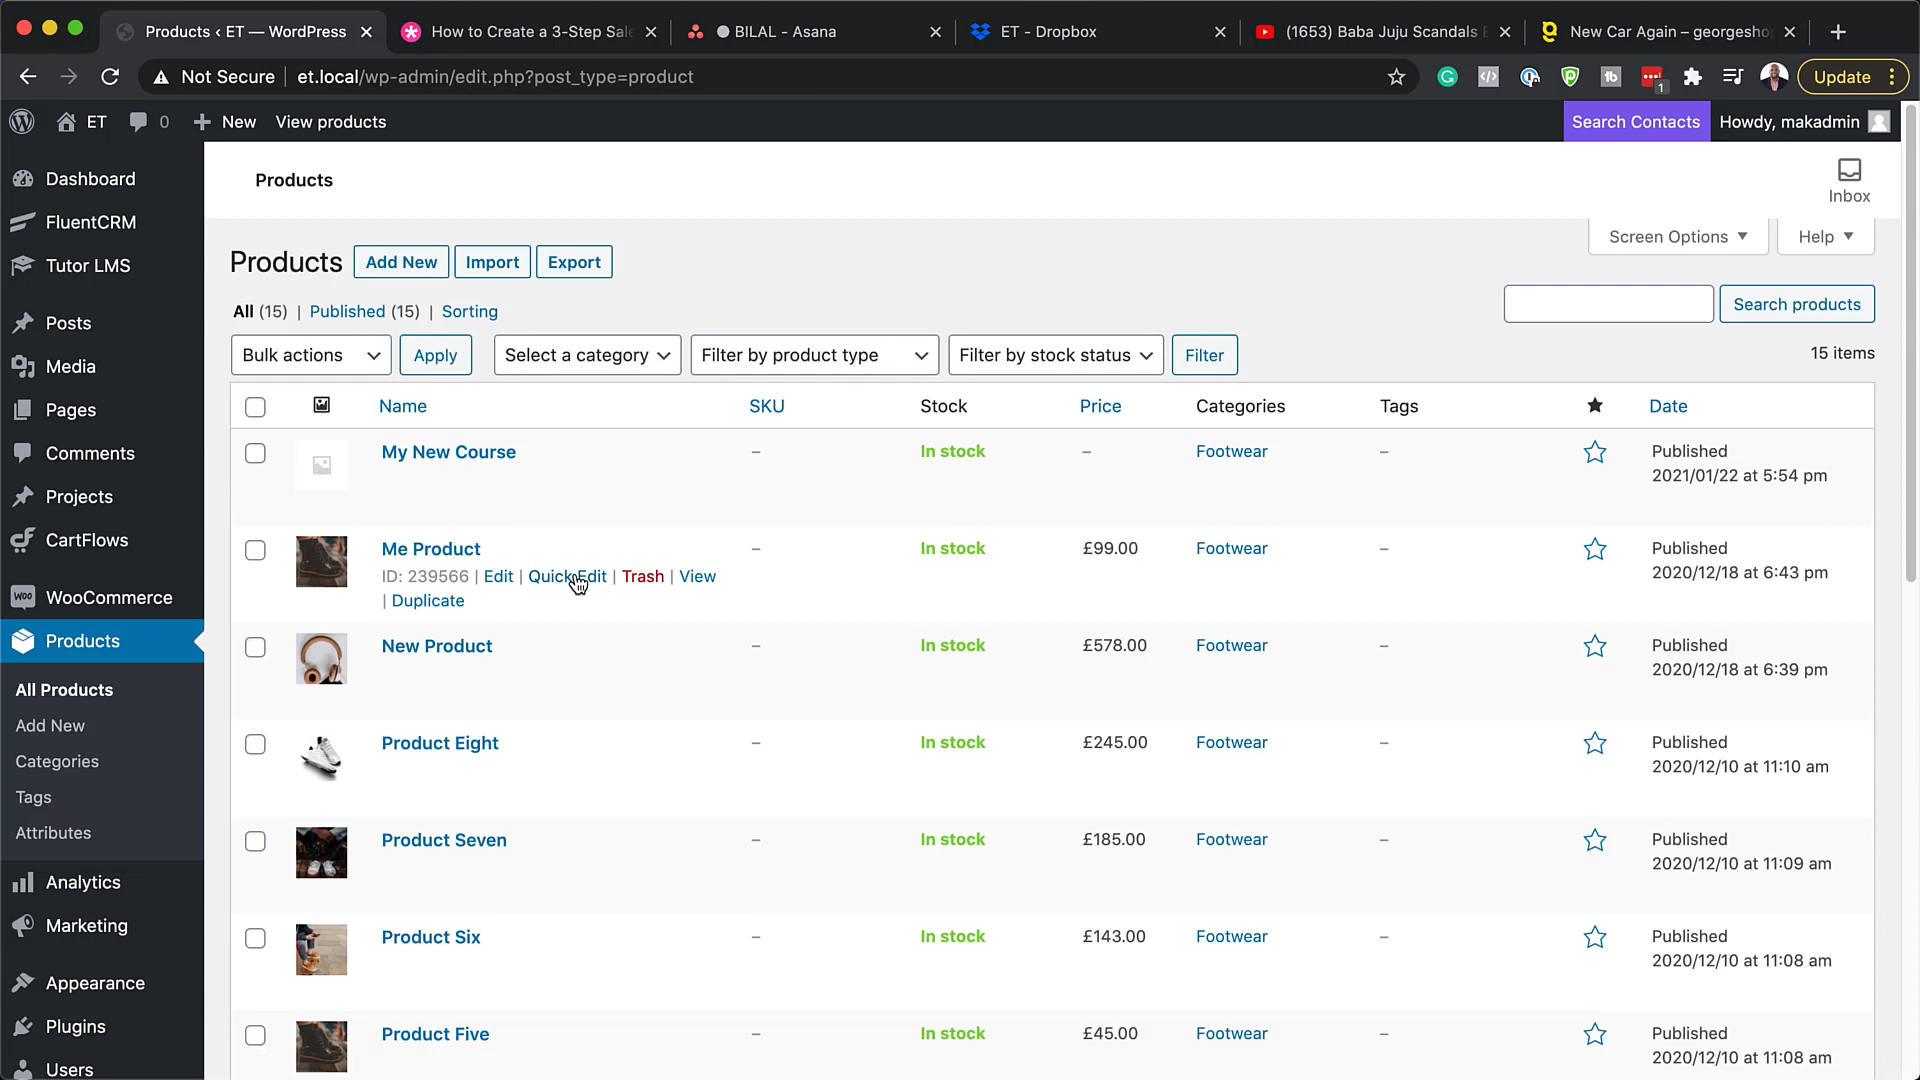 Products ‹ ET — WordPress
How to Create a 3-Step Sal
BILAL - Asana
ET - Dropbox
(1653) Baba Juju Scandals
New Car Again – georgesho
Not Secure
et.local/wp-admin/edit.php?post_type=product
1
Update
ET
0
New
View products
Search Contacts
Howdy, makadmin
Dashboard
FluentCRM
Tutor LMS
Posts
Media
Pages
Comments
Projects
CartFlows
WooCommerce
Products
All Products
Add New
Categories
Tags
Attributes
Analytics
Marketing
Appearance
Plugins
Users
Products
Inbox
Screen Options
Help
Products
Add New
Import
Export
All (15) | Published (15) | Sorting
Search products
Bulk actions
Apply
Select a category
Filter by product type
Filter by stock status
Filter
15 items
Name SKU Stock Price Categories Tags Date
My New Course – In stock – Footwear – Published
2021/01/22 at 5:54 pm
Me Product – In stock £99.00 Footwear – Published
2020/12/18 at 6:43 pm
ID: 239566 | Edit | Quick Edit | Trash | View
| Duplicate
New Product – In stock £578.00 Footwear – Published
2020/12/18 at 6:39 pm
Product Eight – In stock £245.00 Footwear – Published
2020/12/10 at 11:10 am
Product Seven – In stock £185.00 Footwear – Published
2020/12/10 at 11:09 am
Product Six – In stock £143.00 Footwear – Published
2020/12/10 at 11:08 am
Product Five – In stock £45.00 Footwear – Published
2020/12/10 at 11:08 am